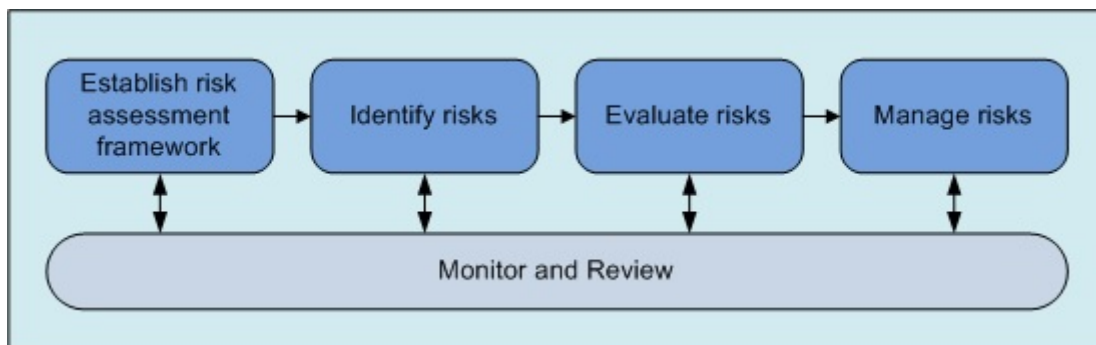 Establish risk
assessment
framework
Identify risks
Evaluate risks
Manage risks
Monitor and Review